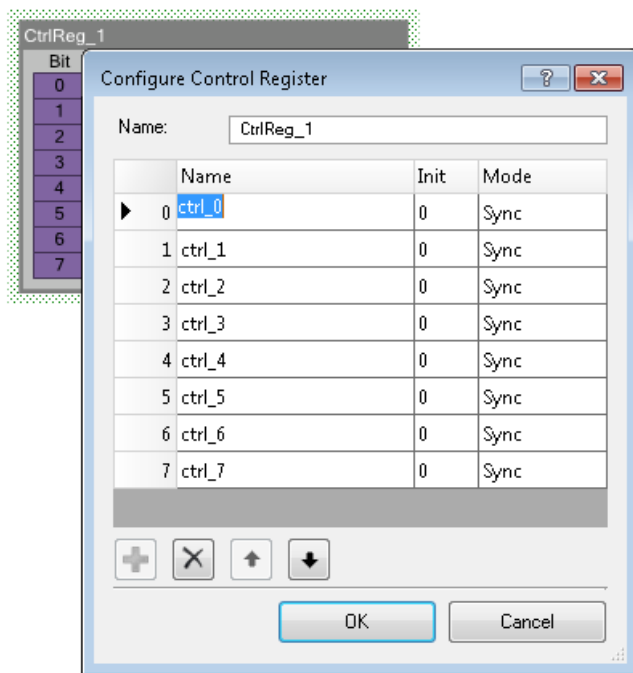 CtrlReg_1
Bit
0
1
2
3
4
5
6
7
Configure Control Register
?
Name: CtrlReg_1
Name Init Mode
0 ctrl_0 0 Sync
1 ctrl_1 0 Sync
2 ctrl_2 0 Sync
3 ctrl_3 0 Sync
4 ctrl_4 0 Sync
5 ctrl_5 0 Sync
6 ctrl_6 0 Sync
7 ctrl_7 0 Sync
OK Cancel